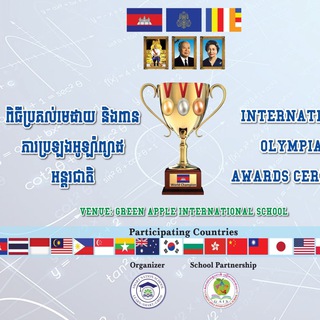 ពិធីប្រគល់មេដាយ និងពាន
ការប្រឡងអូឡាំព្យាដ
អន្តរជាតិ
INTERNATI
OLYMPIA
AWARDS CER
World Champion
VENUE: GREEN APPLE INTERNATIONAL SCHOOL
Participating Countries
Organizer
School Partnership